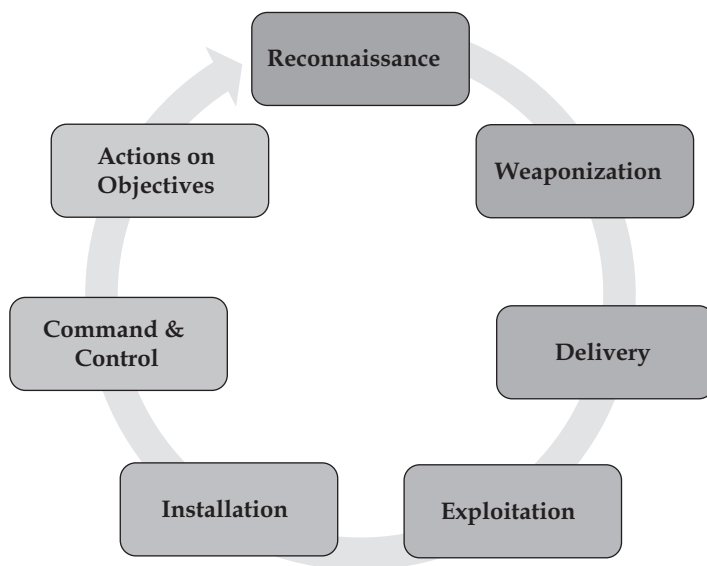 Reconnaissance
Weaponization
Delivery
Exploitation
Installation
Command &
Control
Actions on
Objectives